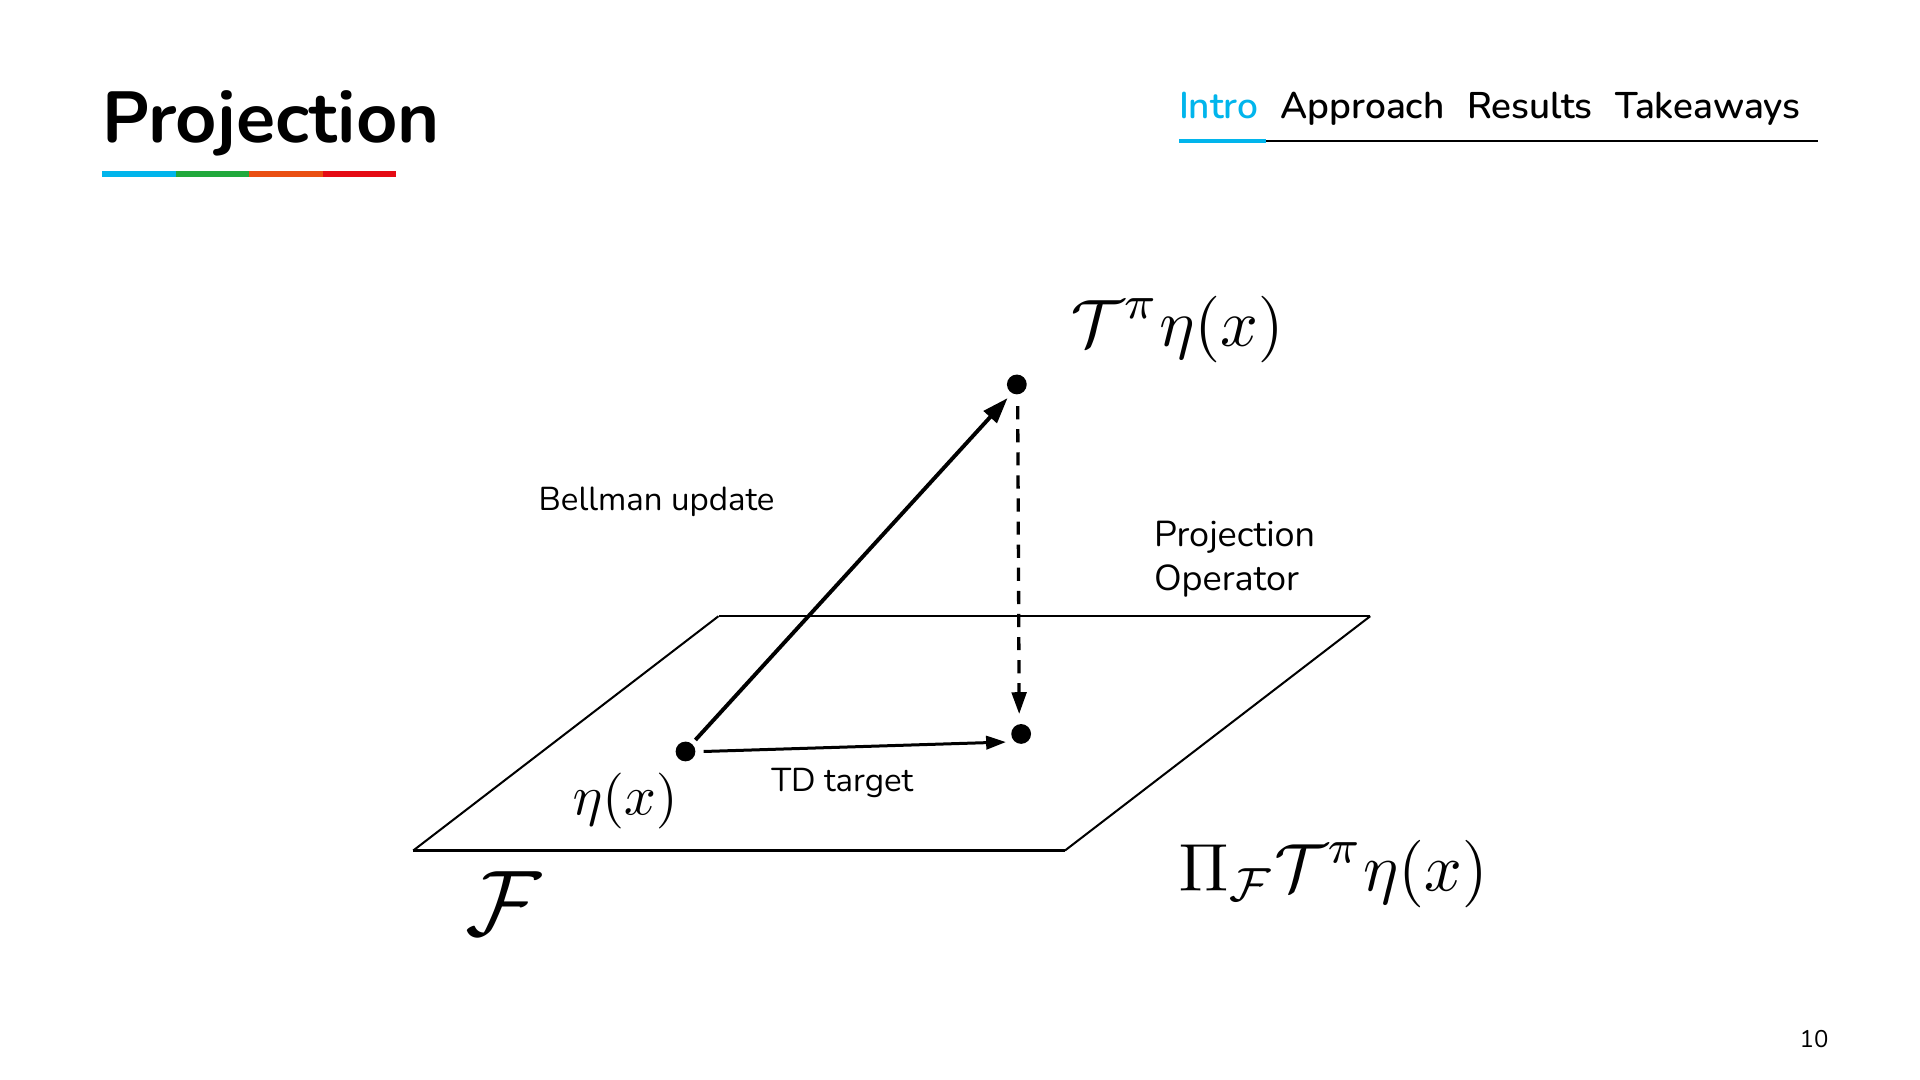 Projection
Intro Approach Results Takeaways
𝒯^π η(x)
Bellman update
Projection
Operator
TD target
η(x)
ℱ
Π_ℱ 𝒯^π η(x)
10